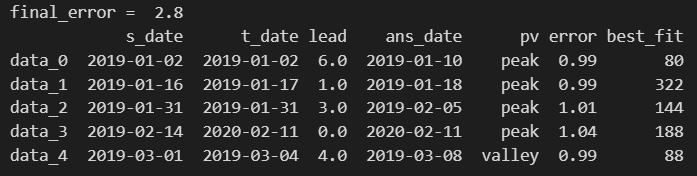 final_error =  2.8
            s_date      t_date lead    ans_date      pv error best_fit
data_0  2019-01-02  2019-01-02  6.0  2019-01-10    peak  0.99       80
data_1  2019-01-16  2019-01-17  1.0  2019-01-18    peak  0.99      322
data_2  2019-01-31  2019-01-31  3.0  2019-02-05    peak  1.01      144
data_3  2019-02-14  2020-02-11  0.0  2020-02-11    peak  1.04      188
data_4  2019-03-01  2019-03-04  4.0  2019-03-08  valley  0.99       88